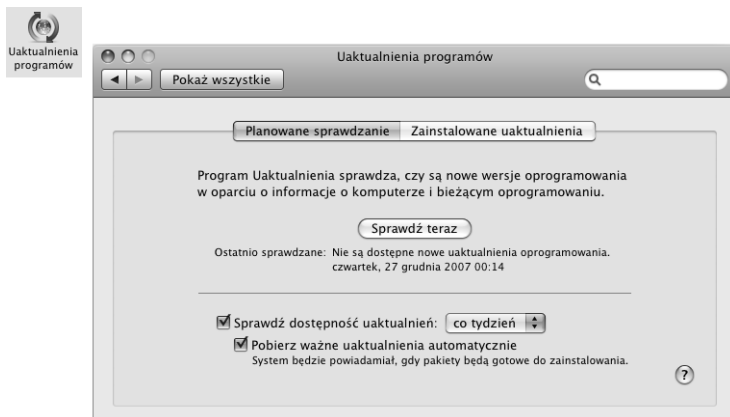 Uaktualnienia
programów
Uaktualnienia programów
Pokaż wszystkie
Planowane sprawdzanie Zainstalowane uaktualnienia
Program Uaktualnienia sprawdza, czy są nowe wersje oprogramowania
w oparciu o informacje o komputerze i bieżącym oprogramowaniu.
Sprawdź teraz
Ostatnio sprawdzane: Nie są dostępne nowe uaktualnienia oprogramowania.
czwartek, 27 grudnia 2007 00:14
Sprawdź dostępność uaktualnień: co tydzień
Pobierz ważne uaktualnienia automatycznie
System będzie powiadamiał, gdy pakiety będą gotowe do zainstalowania.
?